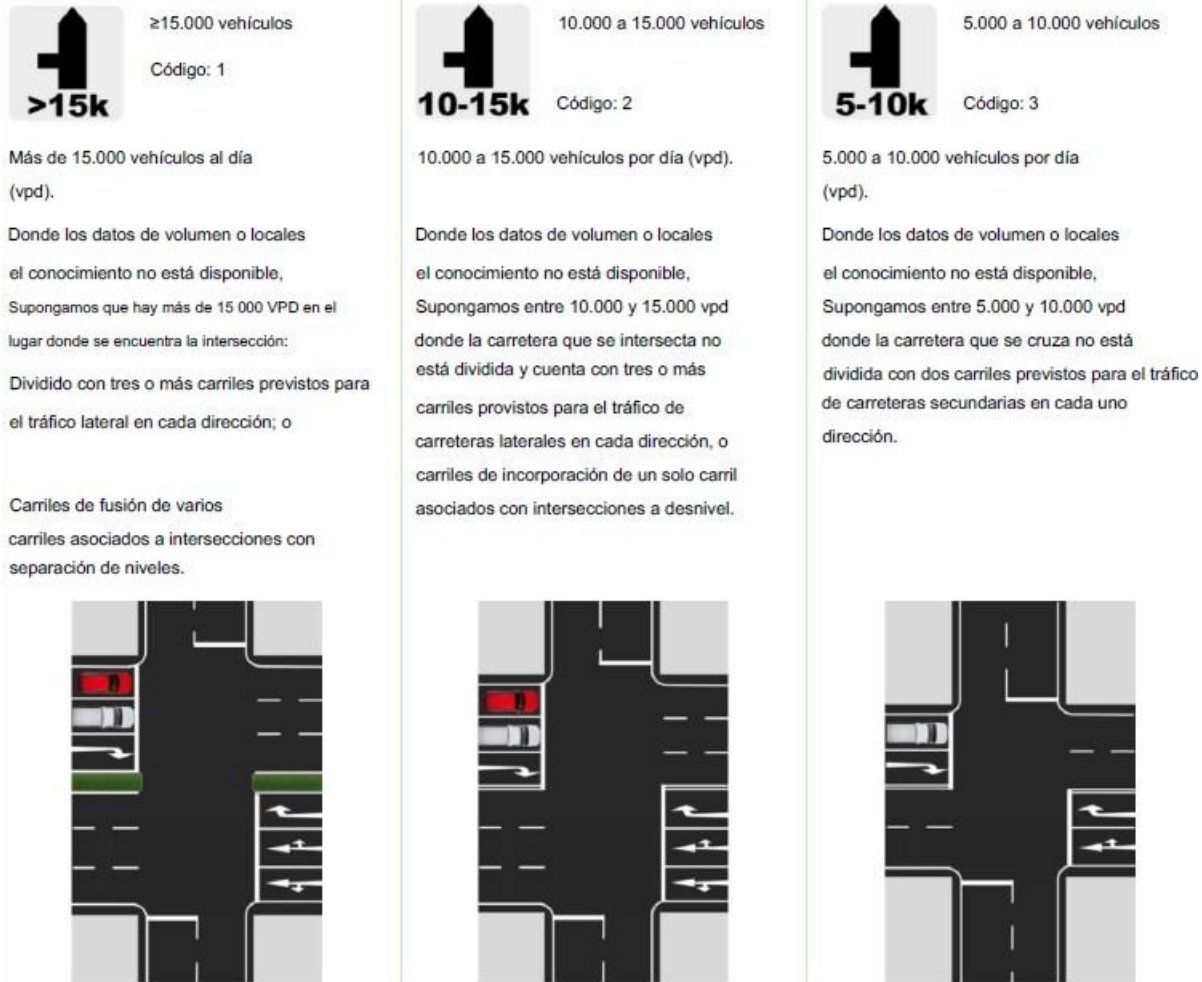 ≥15.000 vehículos
Código: 1
>15k
Más de 15.000 vehículos al día
(vpd).
Donde los datos de volumen o locales
el conocimiento no está disponible,
Supongamos que hay más de 15 000 VPD en el
lugar donde se encuentra la intersección:
Dividido con tres o más carriles previstos para
el tráfico lateral en cada dirección; o
Carriles de fusión de varios
carriles asociados a intersecciones con
separación de niveles.
10.000 a 15.000 vehículos
10-15k
Código: 2
10.000 a 15.000 vehículos por día (vpd).
Donde los datos de volumen o locales
el conocimiento no está disponible,
Supongamos entre 10.000 y 15.000 vpd
donde la carretera que se intersecta no
está dividida y cuenta con tres o más
carriles provistos para el tráfico de
carreteras laterales en cada dirección, o
carriles de incorporación de un solo carril
asociados con intersecciones a desnivel.
5.000 a 10.000 vehículos
5-10k
Código: 3
5.000 a 10.000 vehículos por día
(vpd).
Donde los datos de volumen o locales
el conocimiento no está disponible,
Supongamos entre 5.000 y 10.000 vpd
donde la carretera que se cruza no está
dividida con dos carriles previstos para el tráfico
de carreteras secundarias en cada uno
dirección.